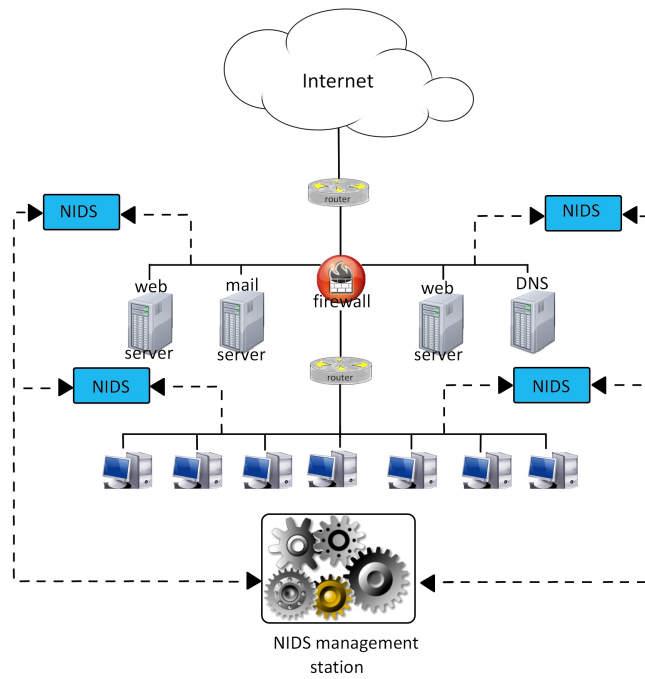 Internet
router
NIDS
NIDS
web
server
mail
server
firewall
web
server
DNS
router
NIDS
NIDS
NIDS management
station